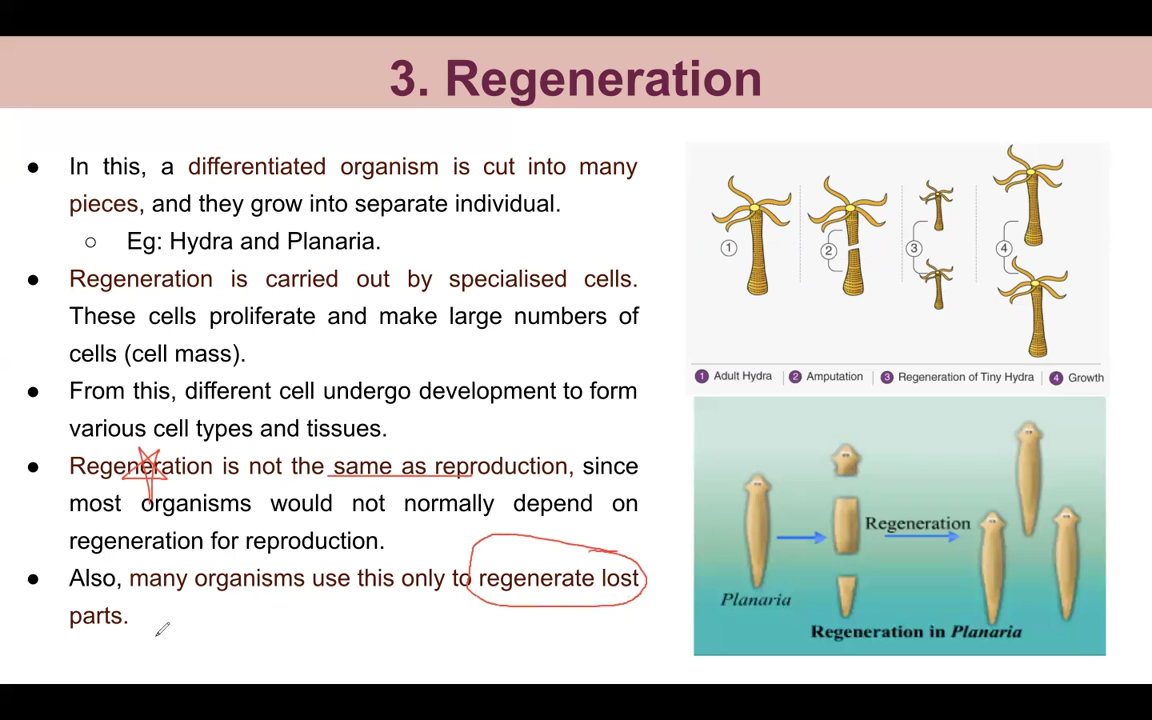 3. Regeneration
● In this, a differentiated organism is cut into many
pieces, and they grow into separate individual.
○ Eg: Hydra and Planaria.
● Regeneration is carried out by specialised cells.
These cells proliferate and make large numbers of
cells (cell mass).
● From this, different cell undergo development to form
various cell types and tissues.
● Regeneration is not the same as reproduction, since
most organisms would not normally depend on
regeneration for reproduction.
● Also, many organisms use this only to regenerate lost
parts.
1
2
3
4
1 Adult Hydra | 2 Amputation | 3 Regeneration of Tiny Hydra | 4 Growth
Regeneration
Planaria
Regeneration in Planaria